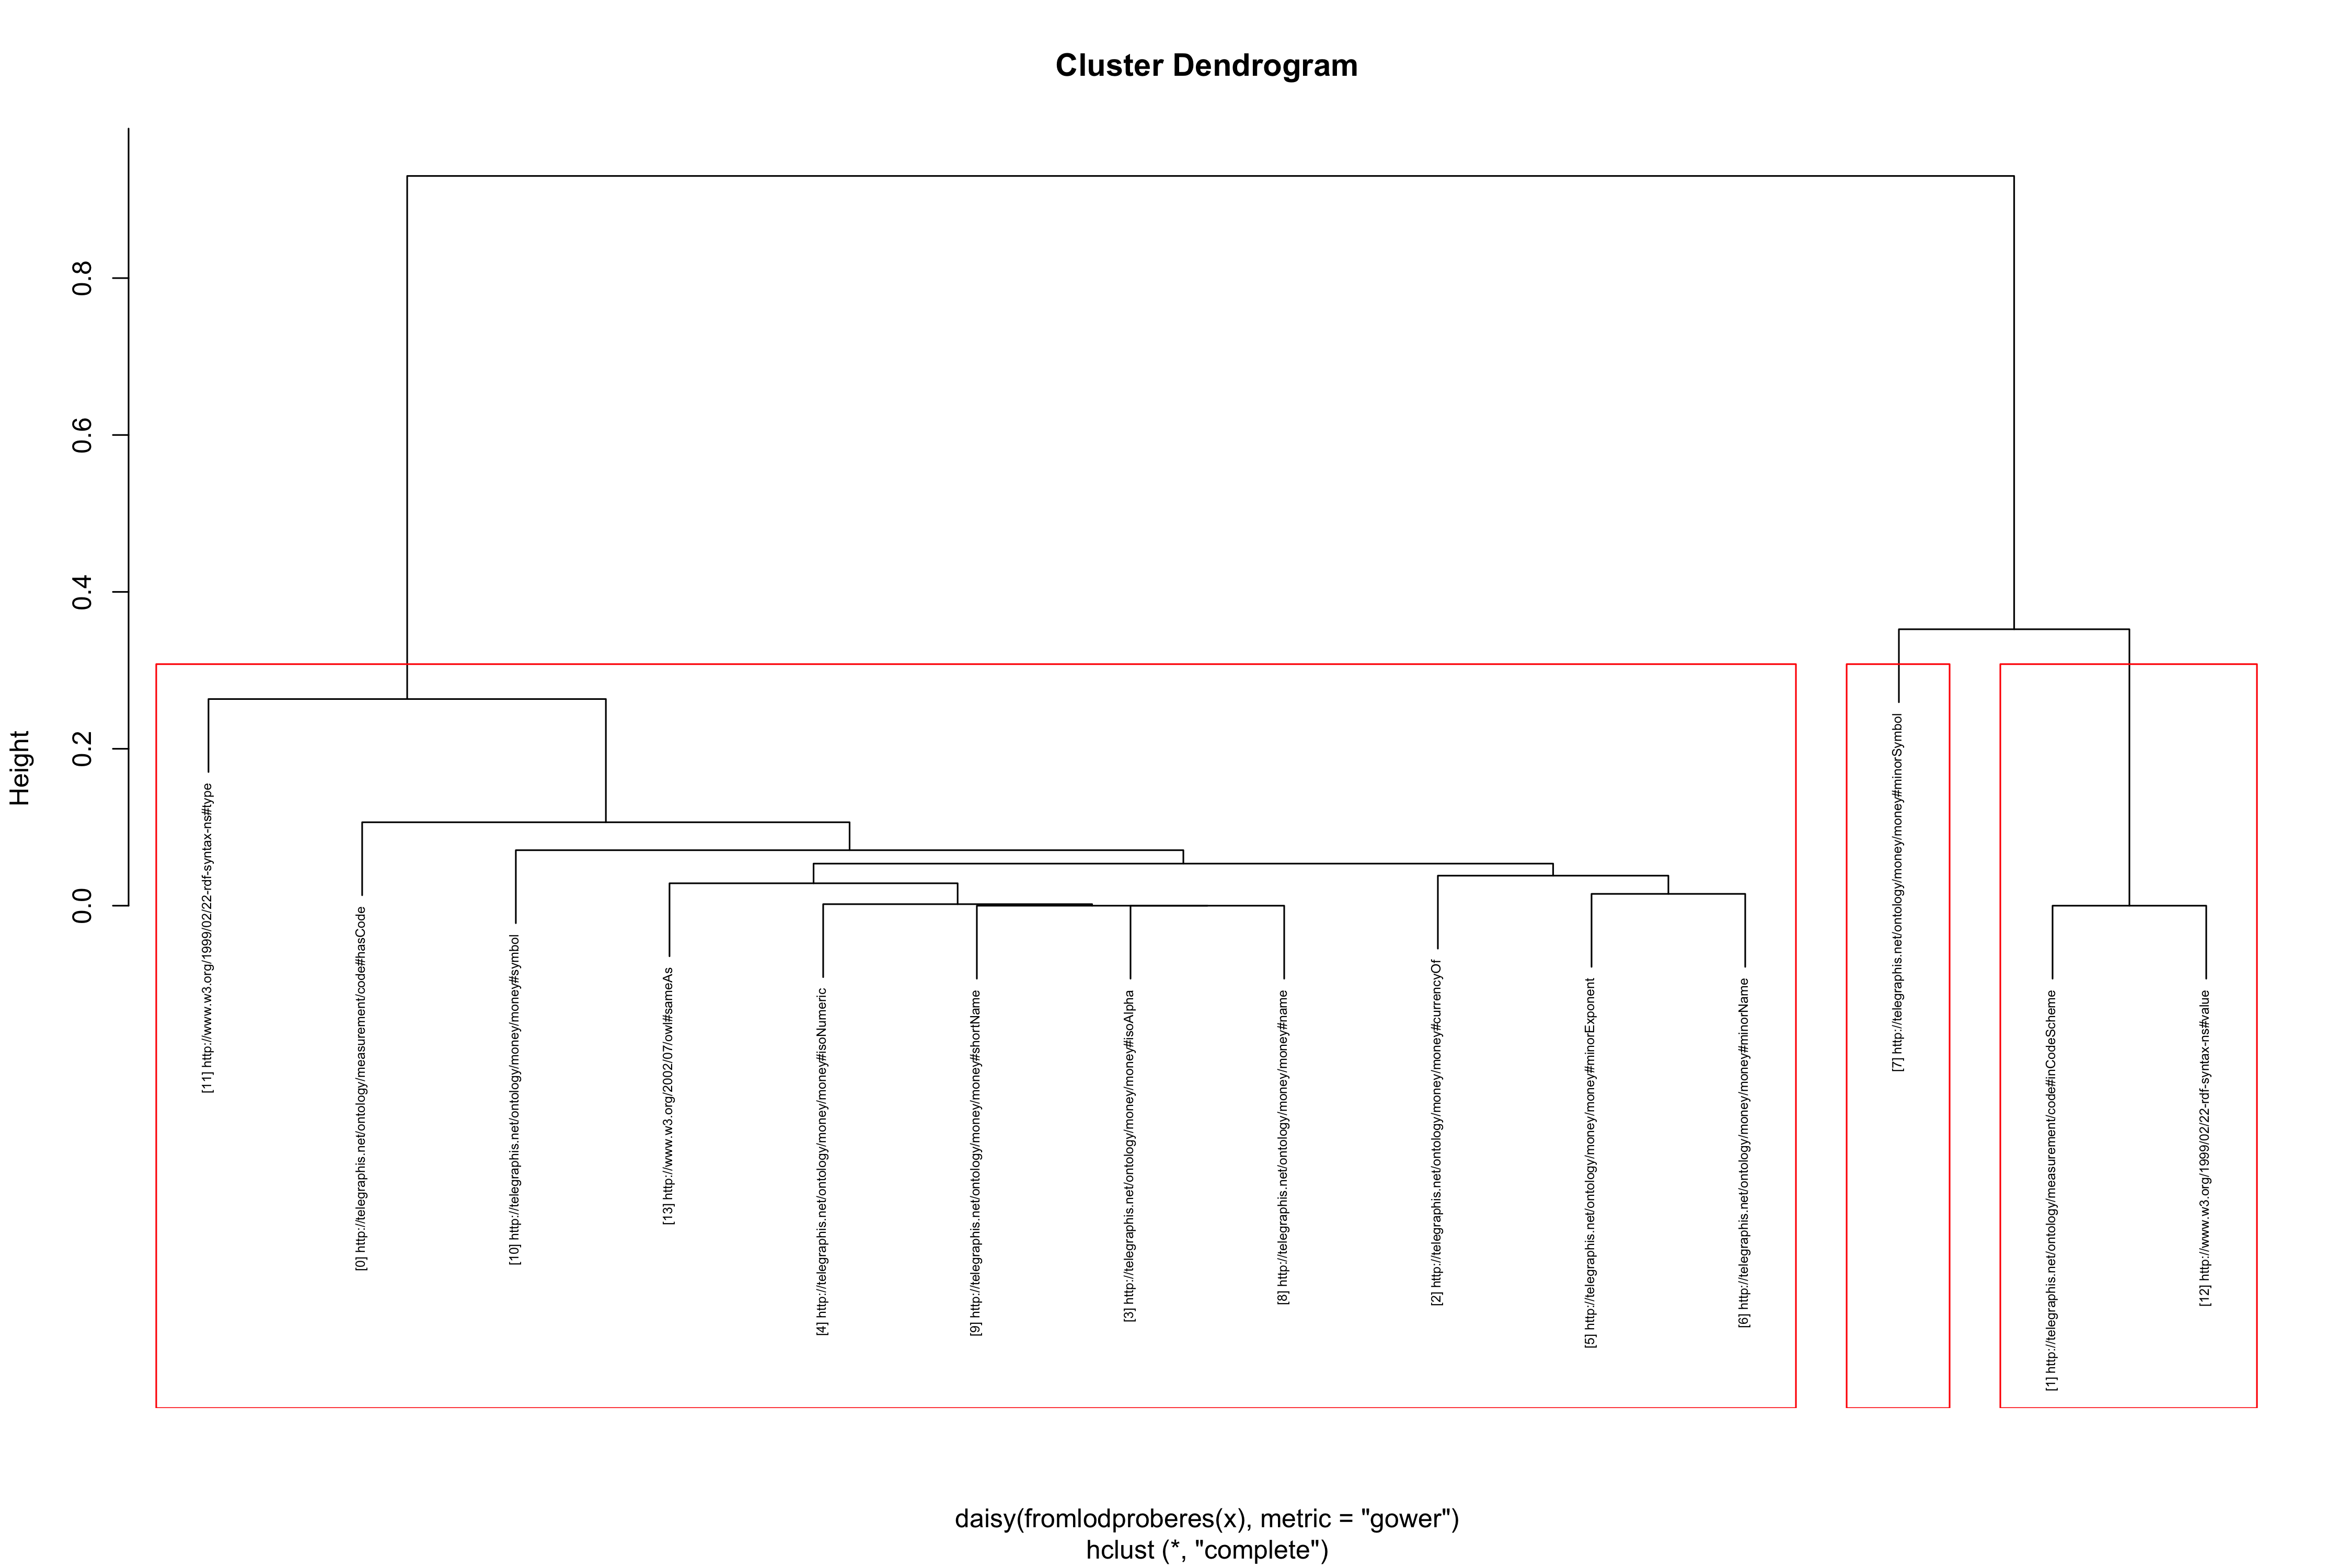 Cluster Dendrogram
Height
0.0
0.2
0.4
0.6
0.8
[11] http://www.w3.org/1999/02/22-rdf-syntax-ns#type
[0] http://telegraphis.net/ontology/measurement/code#hasCode
[10] http://telegraphis.net/ontology/money/money#symbol
[13] http://www.w3.org/2002/07/owl#sameAs
[4] http://telegraphis.net/ontology/money/money#isoNumeric
[9] http://telegraphis.net/ontology/money/money#shortName
[3] http://telegraphis.net/ontology/money/money#isoAlpha
[8] http://telegraphis.net/ontology/money/money#name
[2] http://telegraphis.net/ontology/money/money#currencyOf
[5] http://telegraphis.net/ontology/money/money#minorExponent
[6] http://telegraphis.net/ontology/money/money#minorName
[7] http://telegraphis.net/ontology/money/money#minorSymbol
[1] http://telegraphis.net/ontology/measurement/code#inCodeScheme
[12] http://www.w3.org/1999/02/22-rdf-syntax-ns#value
daisy(fromlodproberes(x), metric = "gower")
hclust (*, "complete")